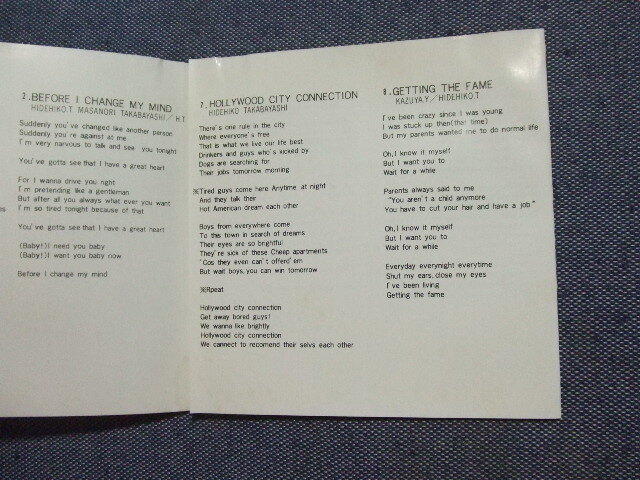 2.BEFORE I CHANGE MY MIND
HIDEHIKO.T MASANORI TAKABAYASHI/H.T
Suddenly you've changed like another person
Suddenly you're against at me
I'm very narvous to talk and see you tonight
You've gotta see that I have a great heart
For I wanna drive you right
I'm pretending like a gentleman
But after all you always what ever you want
I'm so tired tonight because of that
You've gotta see that I have a great heart
(Baby!)I need you baby
(Baby!)I want you baby now
Before I change my mind
7.HOLLYWOOD CITY CONNECTION
HIDEHIKO TAKABAYASHI
There's one rule in the city
Where everyone's free
That is what we live our life best
Drinkers and guys who's kicked by
Dogs are searching for
Their jobs tomorrow morning
※Tired guys come here Anytime at night
And they talk their
Hot American dream each other
Boys from everywhere come
To this town in search of dreams
Their eyes are so brightful
They're sick of these Cheep apartments
"Cos they even can't offerd'em
But wait boys,you can win tomorrow
※Rpeat
Hollywood city connection
Get away bored guys!
We wanna like brightly
Hollywood city connection
We cannect to recomend their selvs each other
8.GETTING THE FAME
KAZUYA.Y/HIDEHIKO.T
I've been crazy since I was young
I was stuck up then(that time)
But my parents wanted me to do normal life
Oh,I know it myself
But I want you to
Wait for a while
Parents always said to me
"You aren't a child anymore
You have to cut your hair and have a job"
Oh,I know it myself
But I want you to
Wait for a while
Everyday everynight everytime
Shut my ears,close my eyes
I've been living
Getting the fame